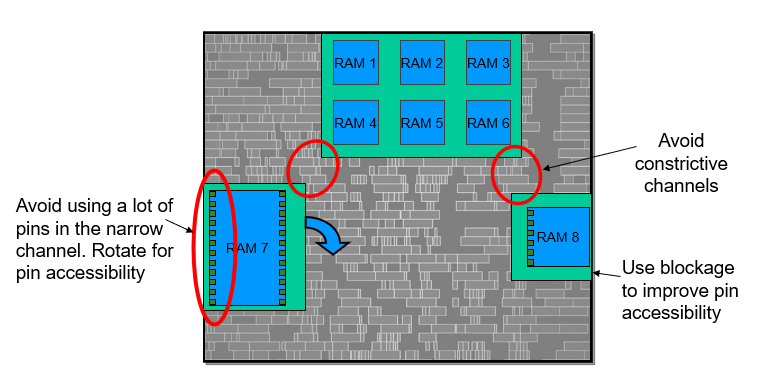 RAM 1
RAM 2
RAM 3
RAM 4
RAM 5
RAM 6
Avoid
constrictive
channels
Avoid using a lot of
pins in the narrow
channel. Rotate for
pin accessibility
RAM 7
RAM 8
Use blockage
to improve pin
accessibility